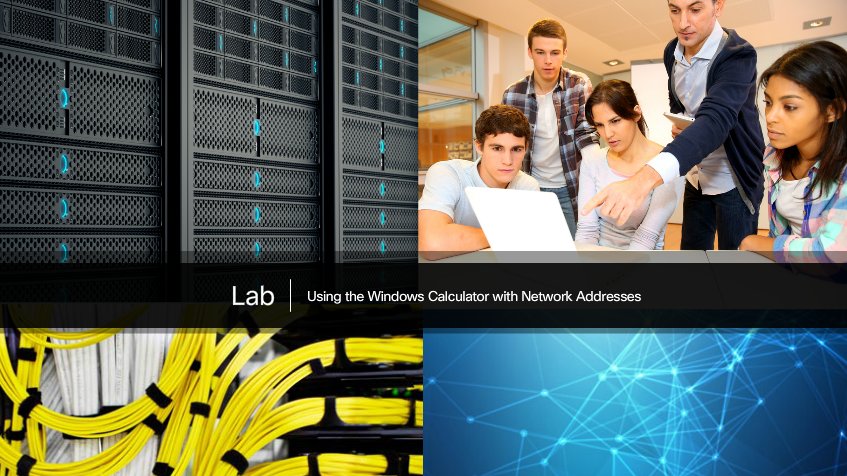 Lab
Using the Windows Calculator with Network Addresses